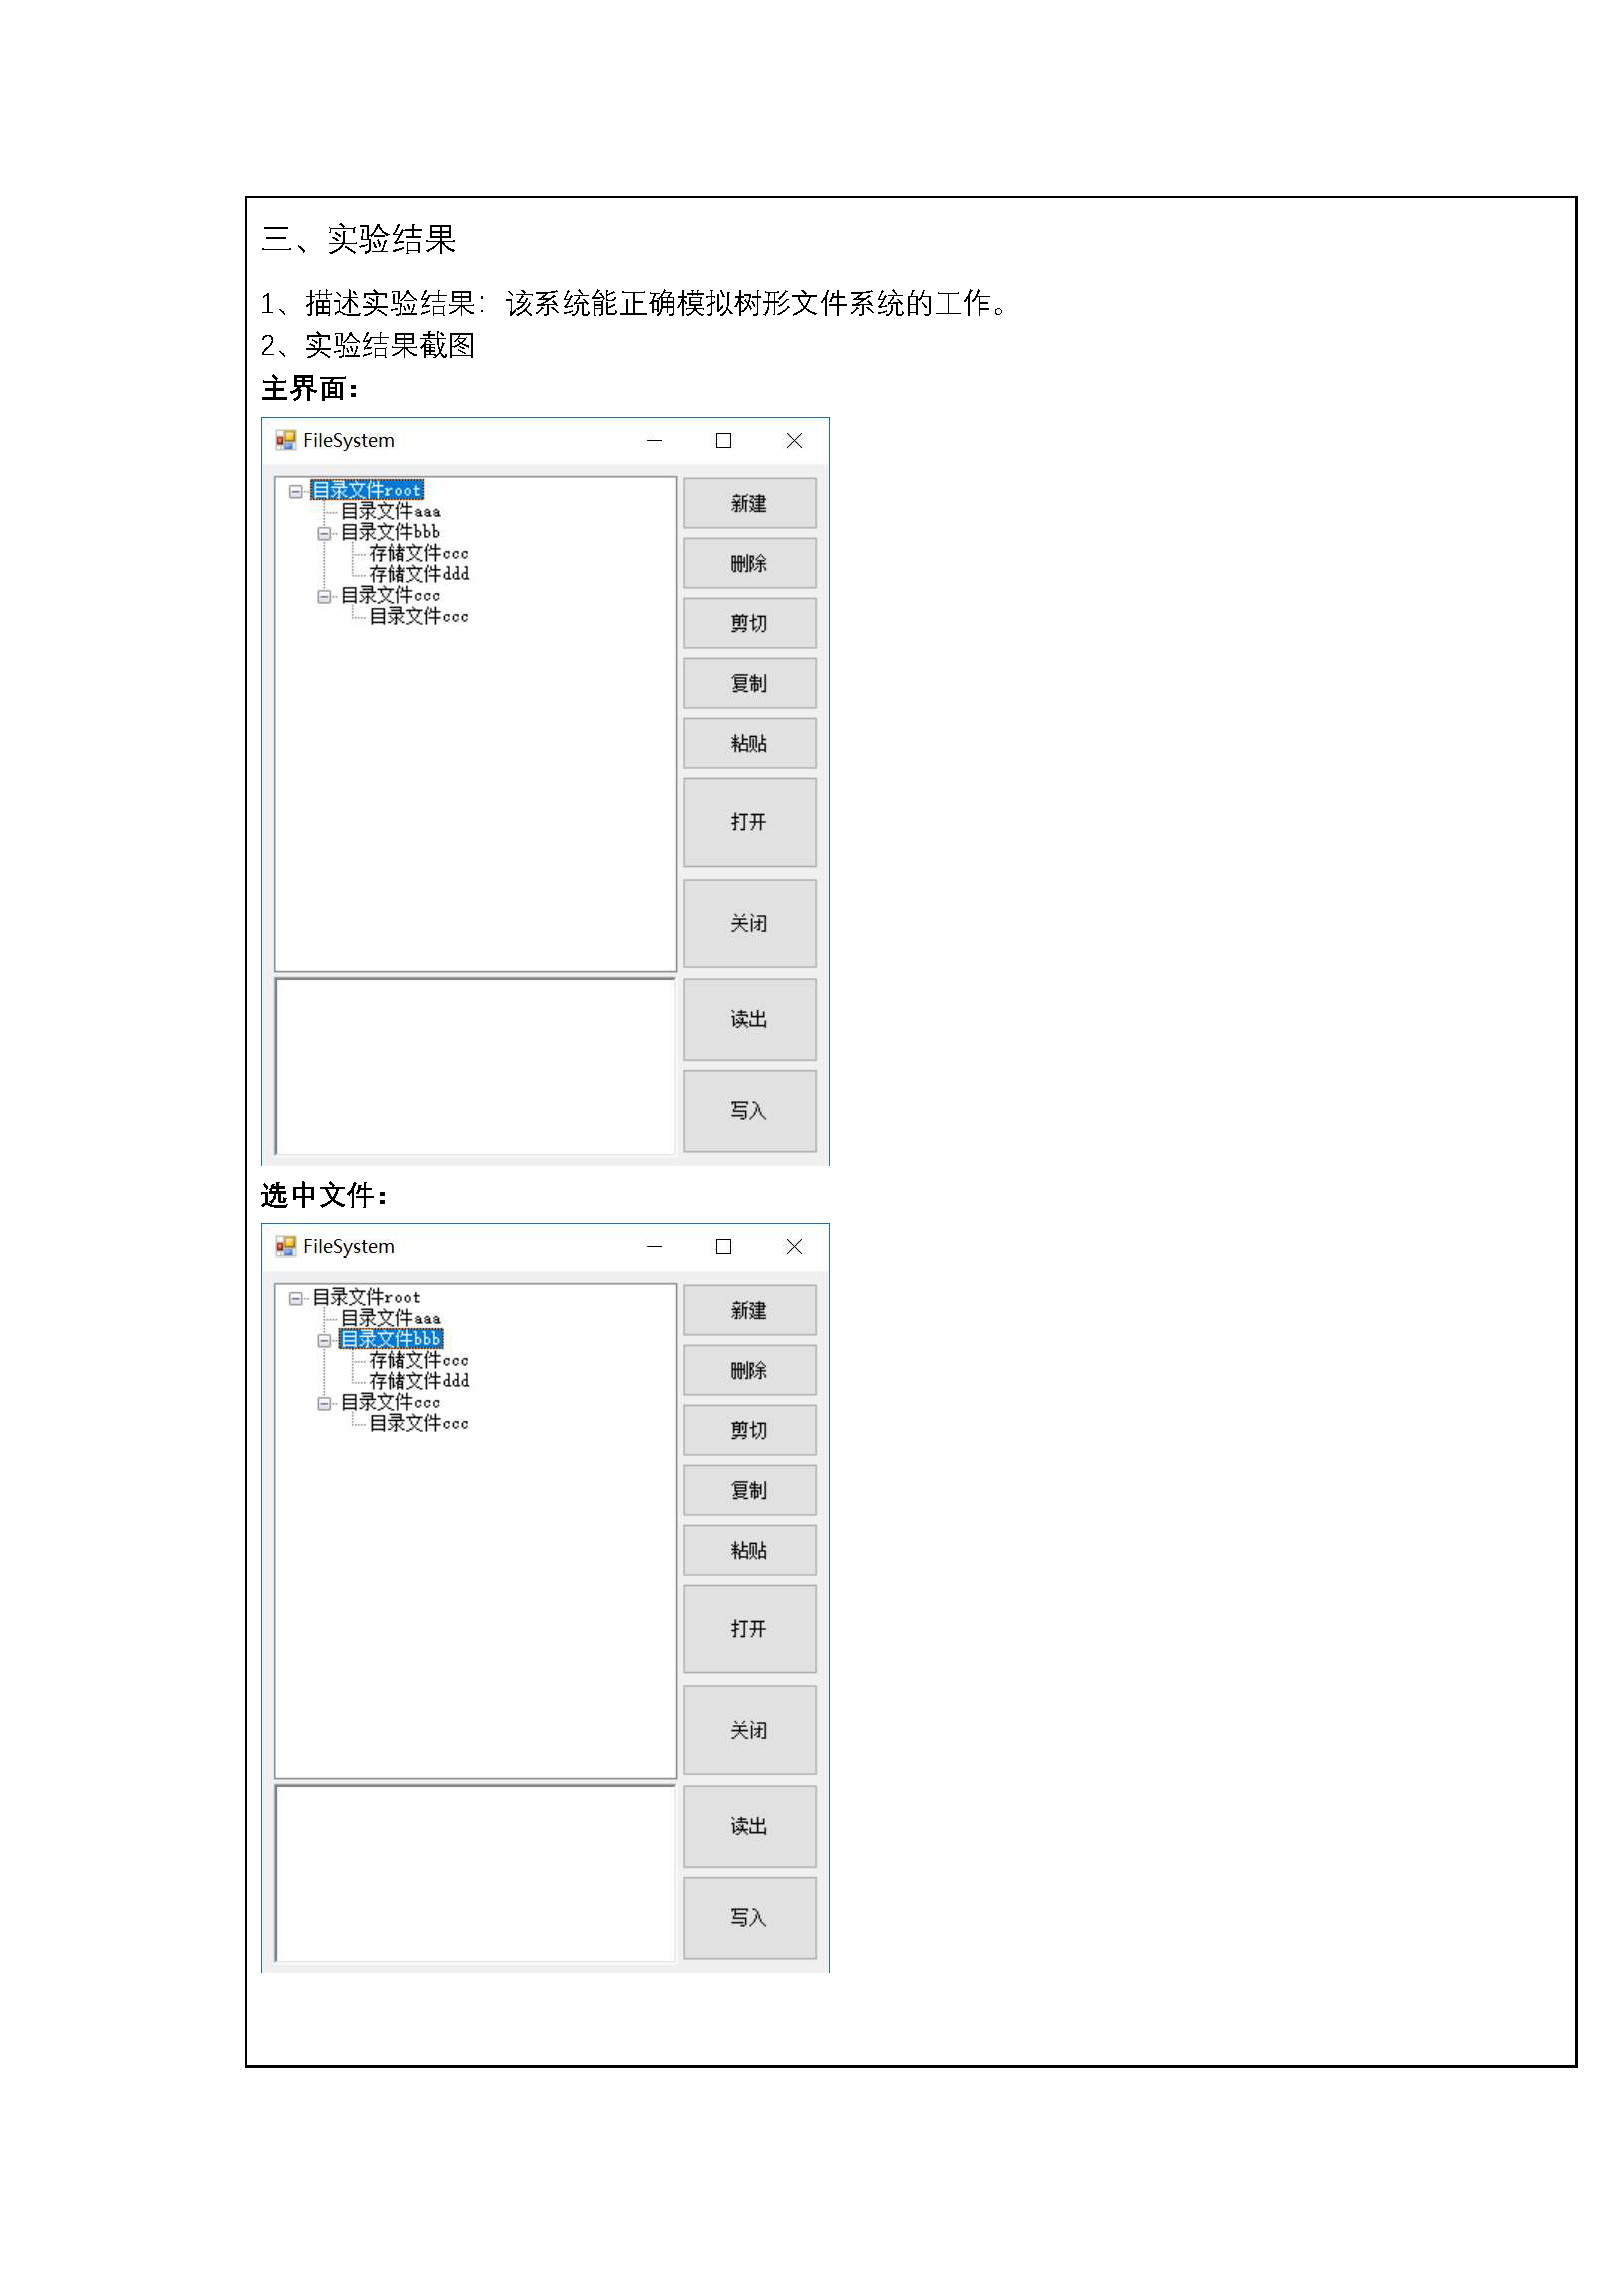 三、实验结果
1、描述实验结果：该系统能正确模拟树形文件系统的工作。
2、实验结果截图
主界面：
FileSystem
目录文件root
目录文件aaa
目录文件bbb
存储文件ccc
存储文件ddd
目录文件ccc
目录文件ccc
新建
删除
剪切
复制
粘贴
打开
关闭
读出
写入
选中文件：
FileSystem
目录文件root
目录文件aaa
目录文件bbb
存储文件ccc
存储文件ddd
目录文件ccc
目录文件ccc
新建
删除
剪切
复制
粘贴
打开
关闭
读出
写入